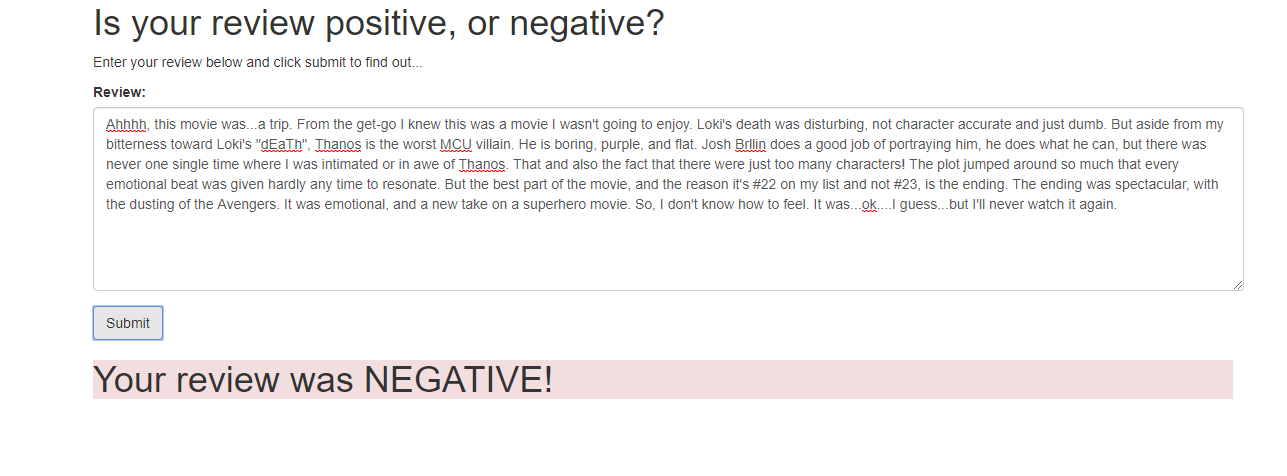 Is your review positive, or negative?
Enter your review below and click submit to find out...
Review:
Ahhhh, this movie was...a trip. From the get-go I knew this was a movie I wasn't going to enjoy. Loki's death was disturbing, not character accurate and just dumb. But aside from my
bitterness toward Loki's "dEaTh", Thanos is the worst MCU villain. He is boring, purple, and flat. Josh Brllin does a good job of portraying him, he does what he can, but there was
never one single time where I was intimated or in awe of Thanos. That and also the fact that there were just too many characters! The plot jumped around so much that every
emotional beat was given hardly any time to resonate. But the best part of the movie, and the reason it's #22 on my list and not #23, is the ending. The ending was spectacular, with
the dusting of the Avengers. It was emotional, and a new take on a superhero movie. So, I don't know how to feel. It was...ok....I guess...but I'll never watch it again.
Submit
Your review was NEGATIVE!